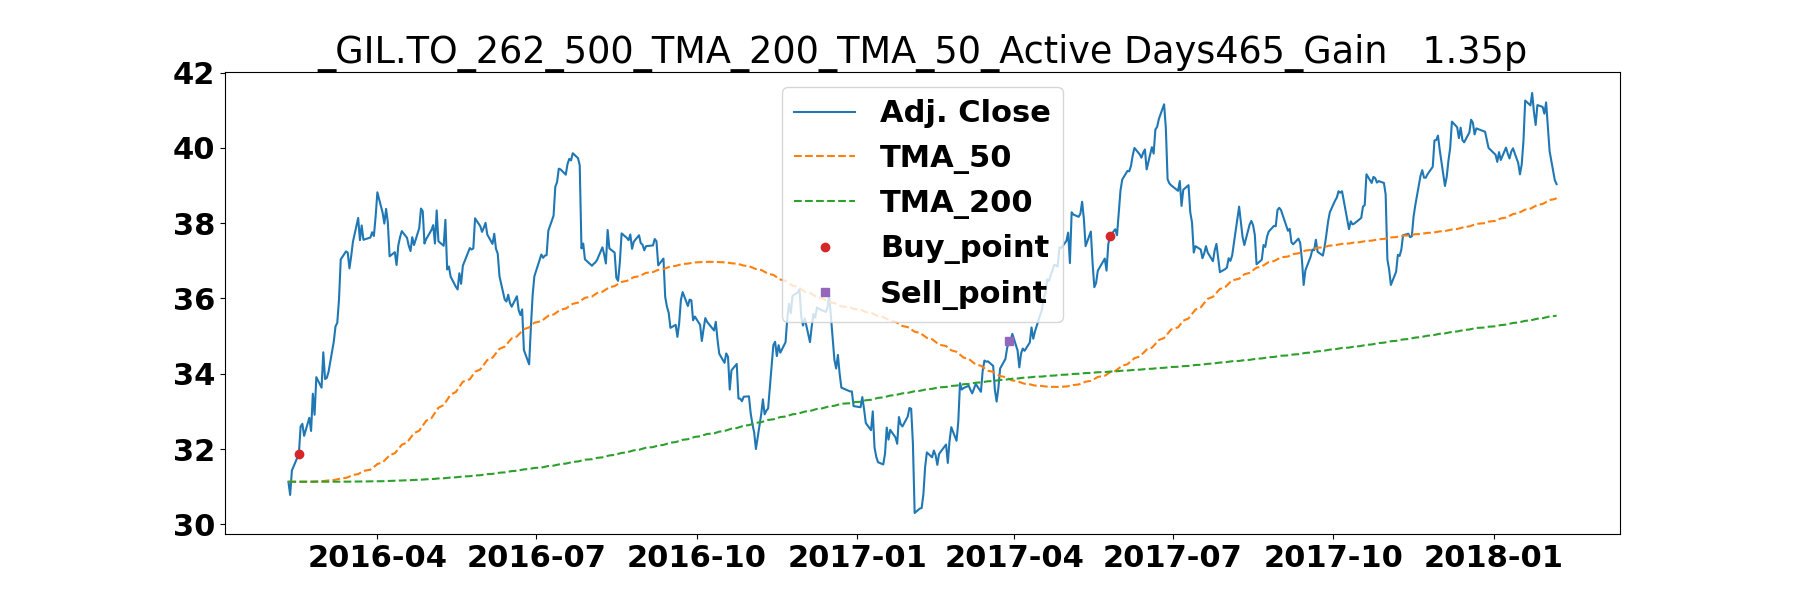 _GIL.TO_262_500_TMA_200_TMA_50_Active Days465_Gain   1.35p
42
40
38
36
34
32
30
Adj. Close
TMA_50
TMA_200
Buy_point
Sell_point
2016-04 2016-07 2016-10 2017-01 2017-04 2017-07 2017-10 2018-01